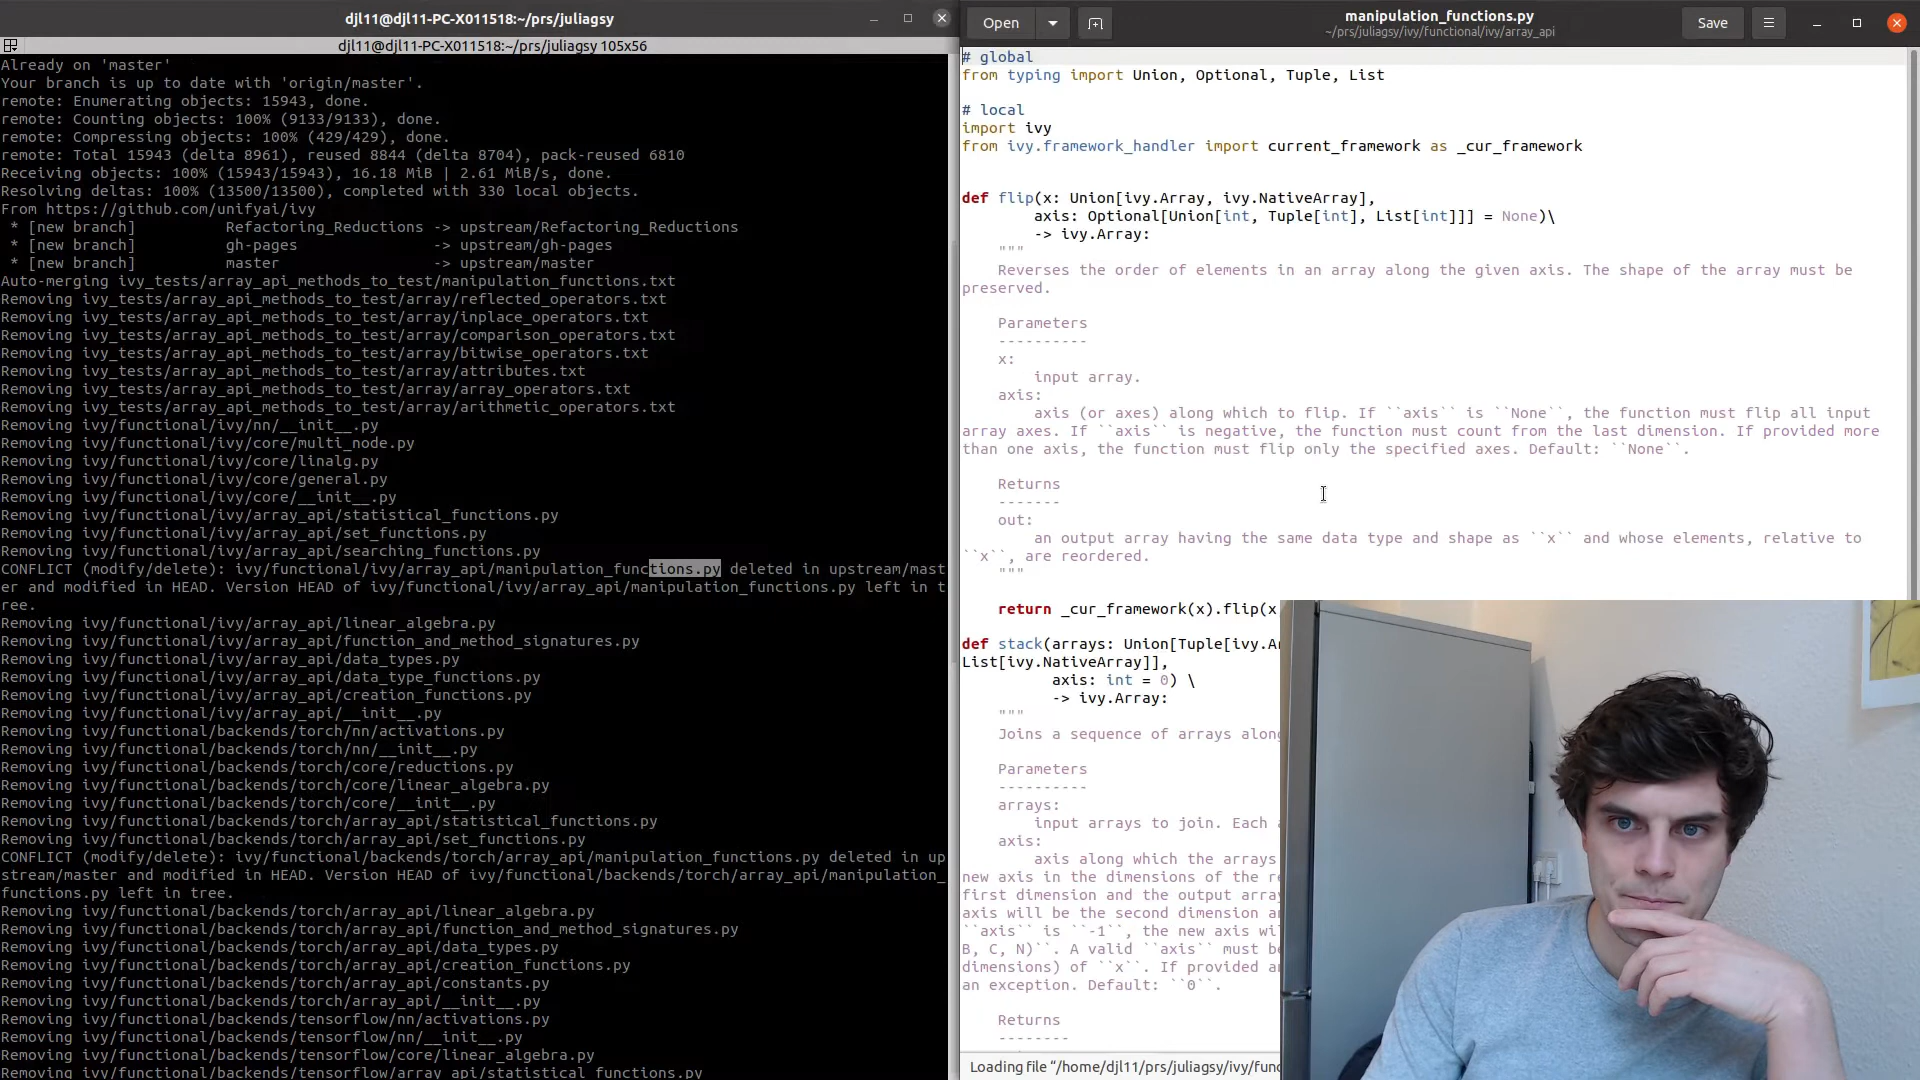 djl11@djl11-PC-X011518:~/prs/juliagsy
djl11@djl11-PC-X011518:~/prs/juliagsy 105x56
Already on 'master'
Your branch is up to date with 'origin/master'.
remote: Enumerating objects: 15943, done.
remote: Counting objects: 100% (9133/9133), done.
remote: Compressing objects: 100% (429/429), done.
remote: Total 15943 (delta 8961), reused 8844 (delta 8704), pack-reused 6810
Receiving objects: 100% (15943/15943), 16.18 MiB | 2.61 MiB/s, done.
Resolving deltas: 100% (13500/13500), completed with 330 local objects.
From https://github.com/unifyai/ivy
 * [new branch]          Refactoring_Reductions -> upstream/Refactoring_Reductions
 * [new branch]          gh-pages               -> upstream/gh-pages
 * [new branch]          master                 -> upstream/master
Auto-merging ivy_tests/array_api_methods_to_test/manipulation_functions.txt
Removing ivy_tests/array_api_methods_to_test/array/reflected_operators.txt
Removing ivy_tests/array_api_methods_to_test/array/inplace_operators.txt
Removing ivy_tests/array_api_methods_to_test/array/comparison_operators.txt
Removing ivy_tests/array_api_methods_to_test/array/bitwise_operators.txt
Removing ivy_tests/array_api_methods_to_test/array/attributes.txt
Removing ivy_tests/array_api_methods_to_test/array/array_operators.txt
Removing ivy_tests/array_api_methods_to_test/array/arithmetic_operators.txt
Removing ivy/functional/ivy/nn/__init__.py
Removing ivy/functional/ivy/core/multi_node.py
Removing ivy/functional/ivy/core/linalg.py
Removing ivy/functional/ivy/core/general.py
Removing ivy/functional/ivy/core/__init__.py
Removing ivy/functional/ivy/array_api/statistical_functions.py
Removing ivy/functional/ivy/array_api/set_functions.py
Removing ivy/functional/ivy/array_api/searching_functions.py
CONFLICT (modify/delete): ivy/functional/ivy/array_api/manipulation_functions.py deleted in upstream/mast
er and modified in HEAD. Version HEAD of ivy/functional/ivy/array_api/manipulation_functions.py left in t
ree.
Removing ivy/functional/ivy/array_api/linear_algebra.py
Removing ivy/functional/ivy/array_api/function_and_method_signatures.py
Removing ivy/functional/ivy/array_api/data_types.py
Removing ivy/functional/ivy/array_api/data_type_functions.py
Removing ivy/functional/ivy/array_api/creation_functions.py
Removing ivy/functional/ivy/array_api/__init__.py
Removing ivy/functional/backends/torch/nn/activations.py
Removing ivy/functional/backends/torch/nn/__init__.py
Removing ivy/functional/backends/torch/core/reductions.py
Removing ivy/functional/backends/torch/core/linear_algebra.py
Removing ivy/functional/backends/torch/core/__init__.py
Removing ivy/functional/backends/torch/array_api/statistical_functions.py
Removing ivy/functional/backends/torch/array_api/set_functions.py
CONFLICT (modify/delete): ivy/functional/backends/torch/array_api/manipulation_functions.py deleted in up
stream/master and modified in HEAD. Version HEAD of ivy/functional/backends/torch/array_api/manipulation_
functions.py left in tree.
Removing ivy/functional/backends/torch/array_api/linear_algebra.py
Removing ivy/functional/backends/torch/array_api/function_and_method_signatures.py
Removing ivy/functional/backends/torch/array_api/data_types.py
Removing ivy/functional/backends/torch/array_api/creation_functions.py
Removing ivy/functional/backends/torch/array_api/constants.py
Removing ivy/functional/backends/torch/array_api/__init__.py
Removing ivy/functional/backends/tensorflow/nn/activations.py
Removing ivy/functional/backends/tensorflow/nn/__init__.py
Removing ivy/functional/backends/tensorflow/core/linear_algebra.py
Removing ivy/functional/backends/tensorflow/array_api/statistical_functions.py
Open
manipulation_functions.py
~/prs/juliagsy/ivy/functional/ivy/array_api
Save
# global
from typing import Union, Optional, Tuple, List
# local
import ivy
from ivy.framework_handler import current_framework as _cur_framework
def flip(x: Union[ivy.Array, ivy.NativeArray],
axis: Optional[Union[int, Tuple[int], List[int]]] = None)\
-> ivy.Array:
"""
Reverses the order of elements in an array along the given axis. The shape of the array must be
preserved.
Parameters
----------
x:
input array.
axis:
axis (or axes) along which to flip. If ``axis`` is ``None``, the function must flip all input
array axes. If ``axis`` is negative, the function must count from the last dimension. If provided more
than one axis, the function must flip only the specified axes. Default: ``None``.
Returns
-------
out:
an output array having the same data type and shape as ``x`` and whose elements, relative to
``x``, are reordered.
"""
return _cur_framework(x).flip(x
def stack(arrays: Union[Tuple[ivy.Ar
List[ivy.NativeArray]],
axis: int = 0) \
-> ivy.Array:
"""
Joins a sequence of arrays along
Parameters
----------
arrays:
input arrays to join. Each a
axis:
axis along which the arrays
new axis in the dimensions of the re
first dimension and the output array
axis will be the second dimension an
``axis`` is ``-1``, the new axis wil
B, C, N)``. A valid ``axis`` must be
dimensions) of ``x``. If provided an
an exception. Default: ``0``.
Returns
--------
Loading file “/home/djl11/prs/juliagsy/ivy/func